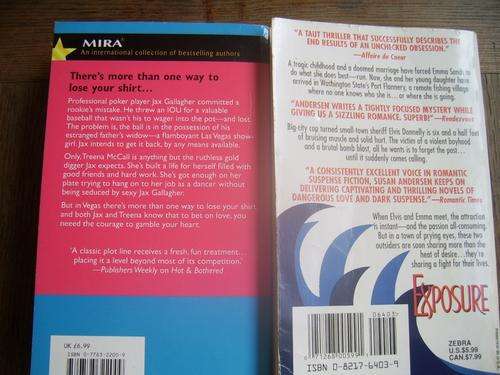 MIRA®
An international collection of bestselling authors
There's more than one way to
lose your shirt...
Professional poker player Jax Gallagher committed a
rookie's mistake. He threw an IOU for a valuable
baseball that wasn't his to wager into the pot—and lost
The problem is, the ball is in the possession of his
estranged father's widow—a flamboyant Las Vegas show-
girl. Jax intends to get it back, by any means available.
Only, Treena McCall is anything but the ruthless gold
digger Jax expects. She's built a life for herself filled with
good friends and hard work. She's got enough on her
plate trying to hang on to her job as a dancer without
being seduced by sexy Jax Gallagher.
But in Vegas there's more than one way to lose your shirt
and both Jax and Treena know that to bet on love, you
need the courage to gamble your heart.
"A classic plot line receives a fresh, fun treatment...
placing it a level beyond most of its competition."
—Publishers Weekly on Hot & Bothered
UK £6.99
ISBN 0-7783-2200-9
"A TAUT THRILLER THAT SUCCESSFULLY DESCRIBES THE
END RESULTS OF AN UNCHECKED OBSESSION."
—Affaire de Coeur
A tragic childhood and a doomed marriage have forced Emma Sands to
do what she does best—run. Now, she and her young daughter have
arrived in Washington State's Port Flannery, a remote fishing village
where no one knows who she is... or where she is going.
"ANDERSEN WRITES A TIGHTLY FOCUSED MYSTERY WHILE
GIVING US A SIZZLING ROMANCE. SUPERB!" —Rendezvous
Big-city cop turned small-town sheriff Elvis Donnelly is six and a half feet
of bruising muscle and solid hurt. The victim of a violent boyhood
and a brutal bomb blast, all he wants is to forget the past...
until it suddenly comes calling.
"A CONSISTENTLY EXCELLENT VOICE IN ROMANTIC
SUSPENSE FICTION, SUSAN ANDERSEN KEEPS ON
DELIVERING CAPTIVATING AND THRILLING NOVELS OF
DANGEROUS LOVE AND DARK SUSPENSE." —Romantic Times
When Elvis and Emma meet, the attraction
is instant—and the passion all-consuming.
But in a town of prying eyes, these two
outsiders are soon sharing more than the
heat of desire... they're
sharing a fight for their lives.
EXPOSURE
06403
71268 00599
ISBN 0-8217-6403-9
ZEBRA
U.S.$5.99
CAN.$7.99